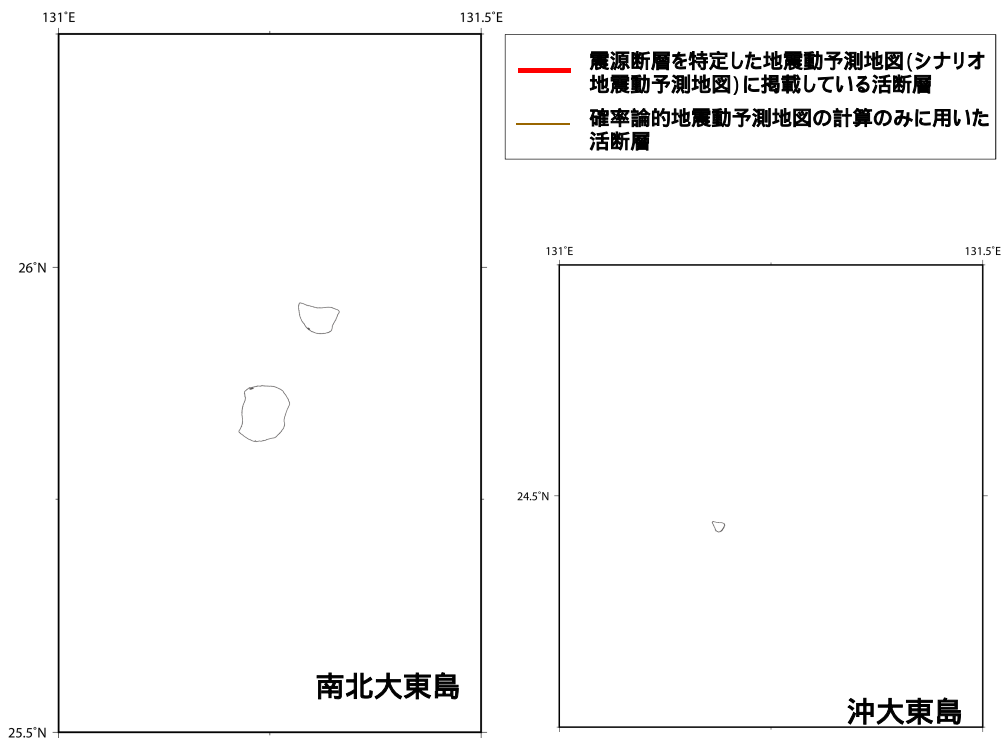 131°E
131.5°E
26°N
25.5°N
南北大東島
震源断層を特定した地震動予測地図(シナリオ
地震動予測地図)に掲載している活断層
確率論的地震動予測地図の計算のみに用いた
活断層
131°E
131.5°E
24.5°N
沖大東島